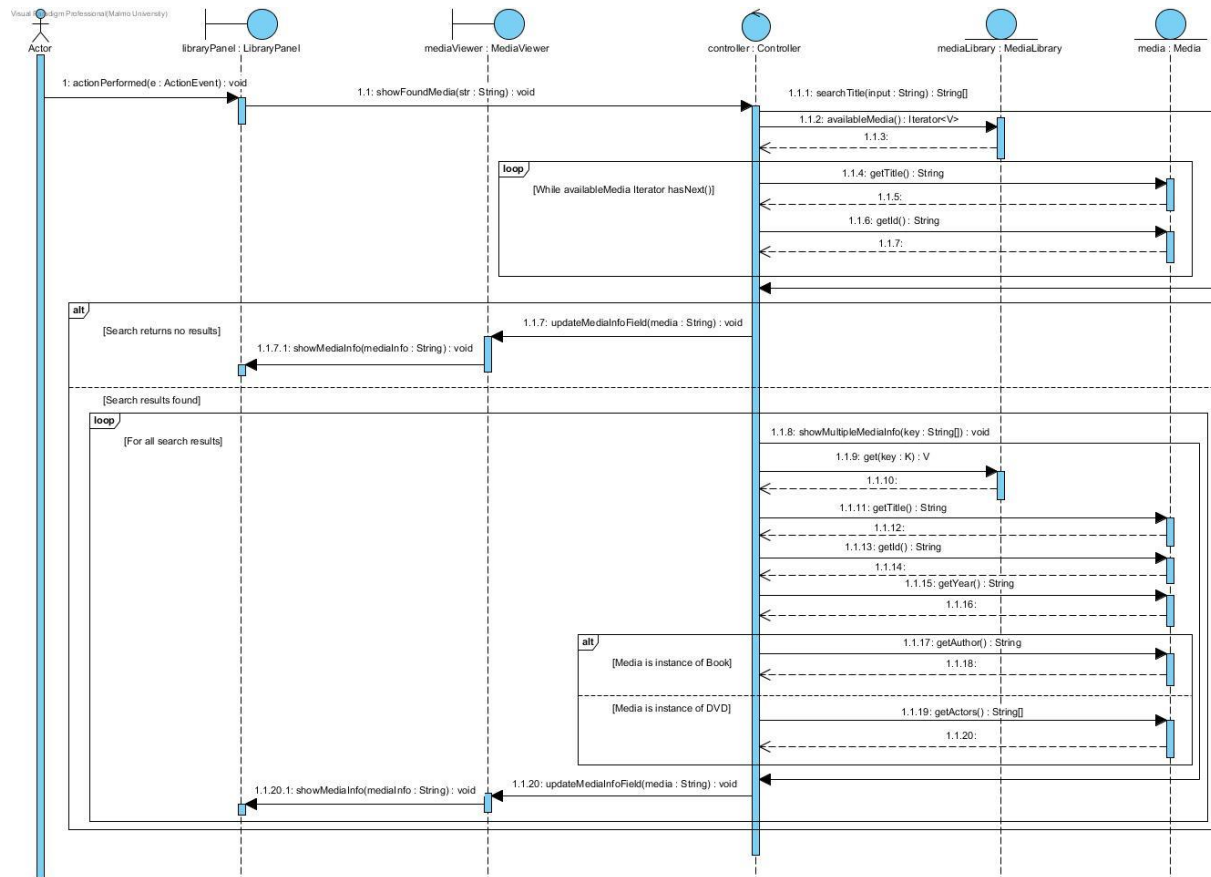 Visual Paradigm Professional(Malmo University)
Actor
libraryPanel : LibraryPanel
mediaViewer : MediaViewer
controller : Controller
mediaLibrary : MediaLibrary
media : Media
1: actionPerformed(e : ActionEvent) : void
1.1: showFoundMedia(str : String) : void
1.1.1: searchTitle(input : String) : String[]
1.1.2: availableMedia() : Iterator<V>
1.1.3:
loop
[While availableMedia Iterator hasNext()]
1.1.4: getTitle() : String
1.1.5:
1.1.6: getId() : String
1.1.7:
alt
[Search returns no results]
1.1.7: updateMediaInfoField(media : String) : void
1.1.7.1: showMediaInfo(mediaInfo : String) : void
[Search results found]
loop
[For all search results]
1.1.8: showMultipleMediaInfo(key : String[]) : void
1.1.9: get(key : K) : V
1.1.10:
1.1.11: getTitle() : String
1.1.12:
1.1.13: getId() : String
1.1.14:
1.1.15: getYear() : String
1.1.16:
alt
[Media is instance of Book]
1.1.17: getAuthor() : String
1.1.18:
[Media is instance of DVD]
1.1.19: getActors() : String[]
1.1.20:
1.1.20: updateMediaInfoField(media : String) : void
1.1.20.1: showMediaInfo(mediaInfo : String) : void